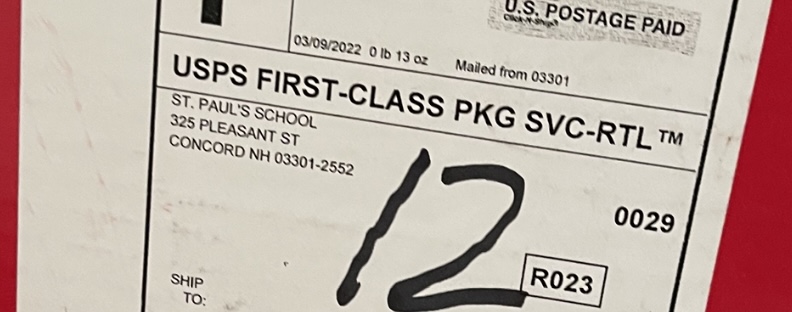 U.S. POSTAGE PAID
Click-N-Ship®
03/09/2022 0 lb 13 oz Mailed from 03301
USPS FIRST-CLASS PKG SVC-RTL™
ST. PAUL'S SCHOOL
325 PLEASANT ST
CONCORD NH 03301-2552
12
0029
R023
SHIP
TO: